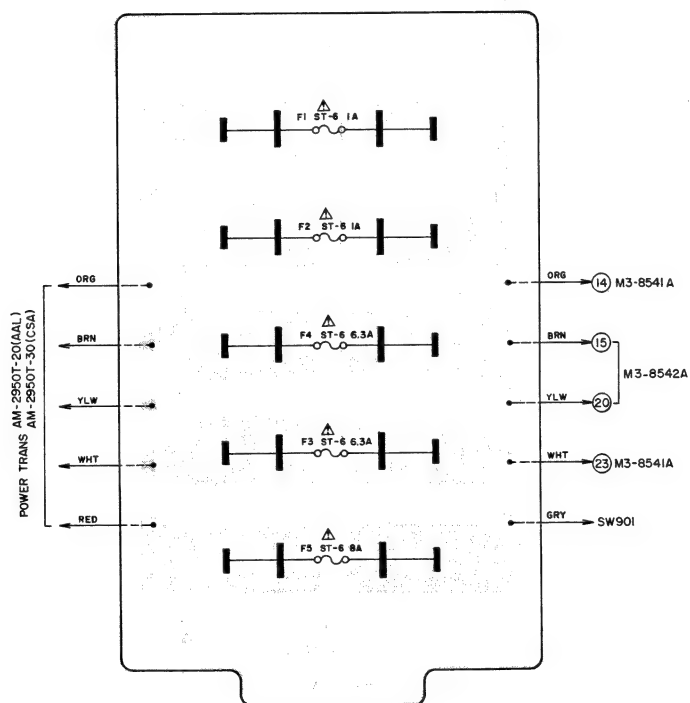 F1 ST-6 1A
F2 ST-6 1A
ORG
ORG
14 M3-8541A
POWER TRANS AM-2950T-20(AAL)
AM-2950T-30(CSA)
BRN
F4 ST-6 6.3A
BRN
15
M3-8542A
YLW
YLW
20
WHT
F3 ST-6 6.3A
WHT
23 M3-8541A
RED
GRY
SW901
F5 ST-6 8A